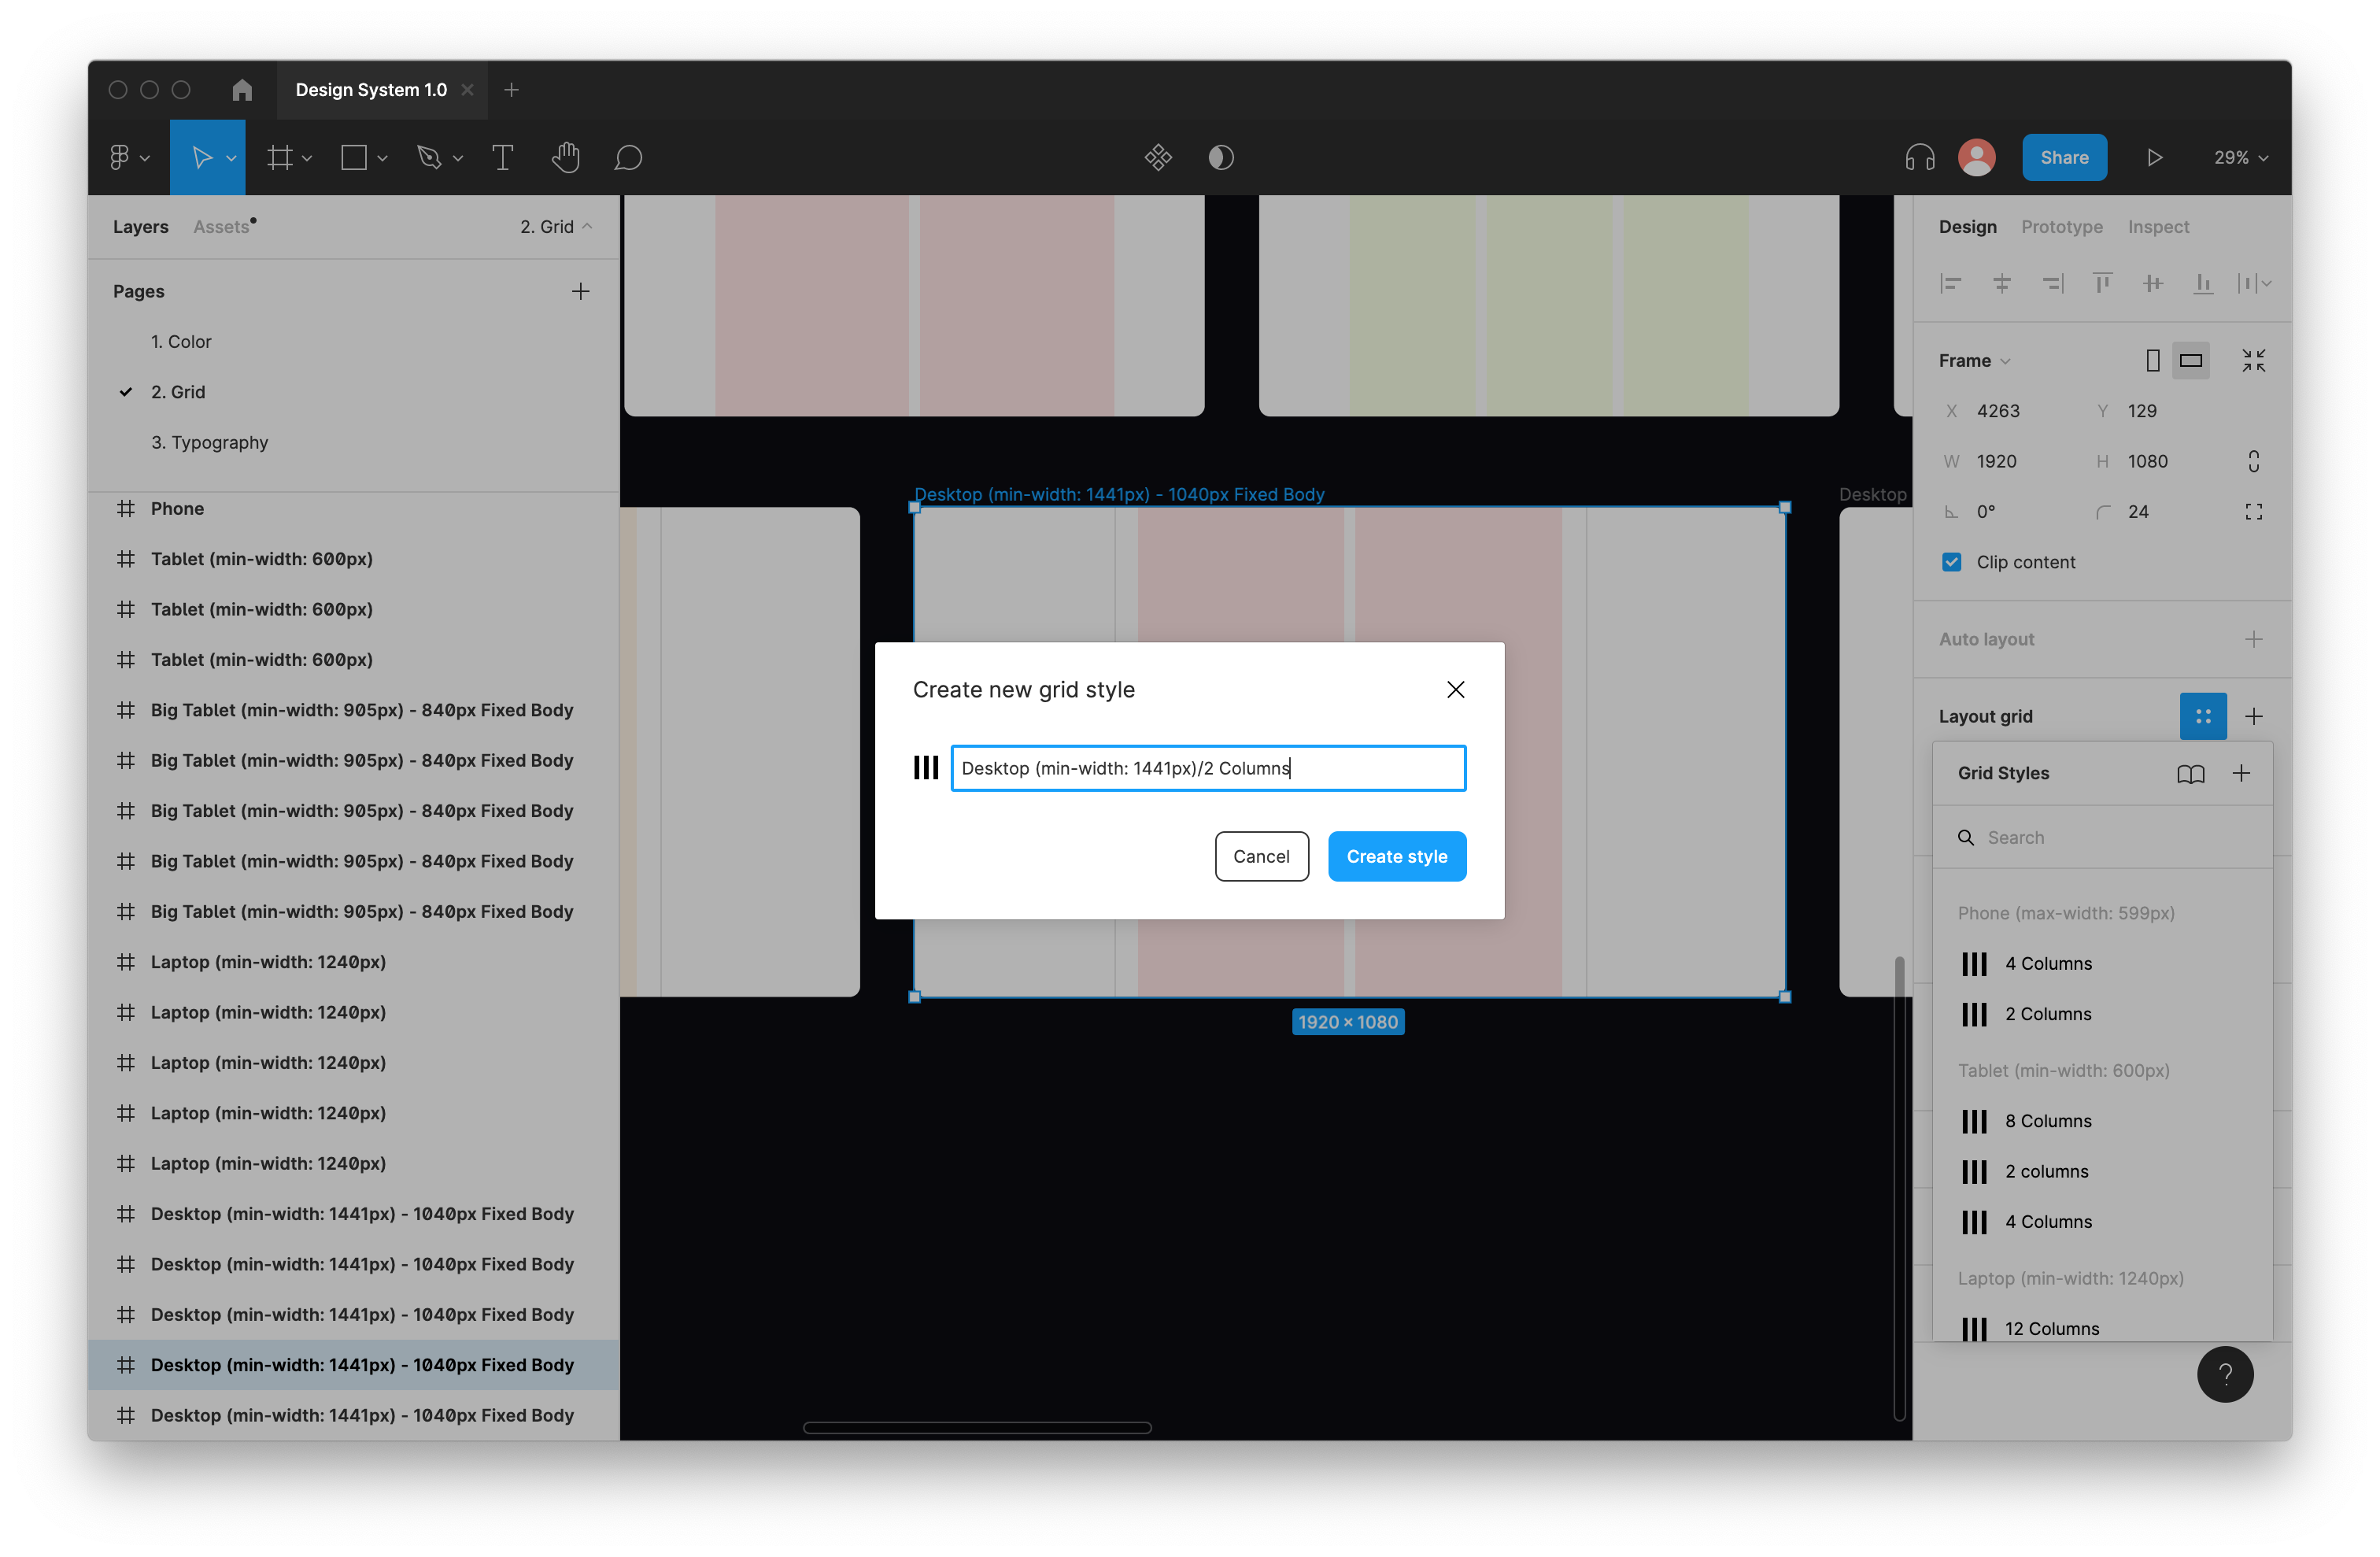 Design System 1.0
Share
29%
Layers
Assets
2. Grid
Pages
1. Color
2. Grid
3. Typography
Phone
Tablet (min-width: 600px)
Tablet (min-width: 600px)
Tablet (min-width: 600px)
Big Tablet (min-width: 905px) - 840px Fixed Body
Big Tablet (min-width: 905px) - 840px Fixed Body
Big Tablet (min-width: 905px) - 840px Fixed Body
Big Tablet (min-width: 905px) - 840px Fixed Body
Big Tablet (min-width: 905px) - 840px Fixed Body
Laptop (min-width: 1240px)
Laptop (min-width: 1240px)
Laptop (min-width: 1240px)
Laptop (min-width: 1240px)
Laptop (min-width: 1240px)
Desktop (min-width: 1441px) - 1040px Fixed Body
Desktop (min-width: 1441px) - 1040px Fixed Body
Desktop (min-width: 1441px) - 1040px Fixed Body
Desktop (min-width: 1441px) - 1040px Fixed Body
Desktop (min-width: 1441px) - 1040px Fixed Body
Desktop (min-width: 1441px) - 1040px Fixed Body
Desktop
Create new grid style
Desktop (min-width: 1441px)/2 Columns
Cancel
Create style
1920 × 1080
Design
Prototype
Inspect
Frame
X 4263
Y 129
W 1920
H 1080
0°
24
Clip content
Auto layout
Layout grid
Grid Styles
Search
Phone (max-width: 599px)
4 Columns
2 Columns
Tablet (min-width: 600px)
8 Columns
2 columns
4 Columns
Laptop (min-width: 1240px)
12 Columns
?